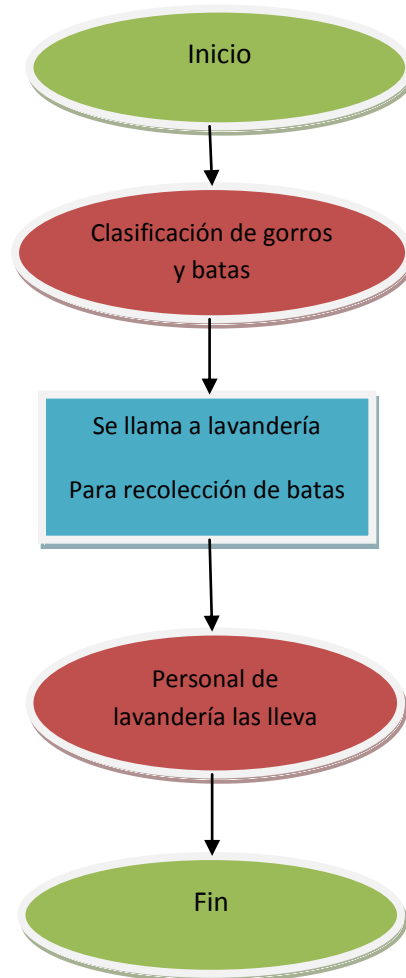 Inicio
Clasificación de gorros
y batas
Se llama a lavandería
Para recolección de batas
Personal de
lavandería las lleva
Fin